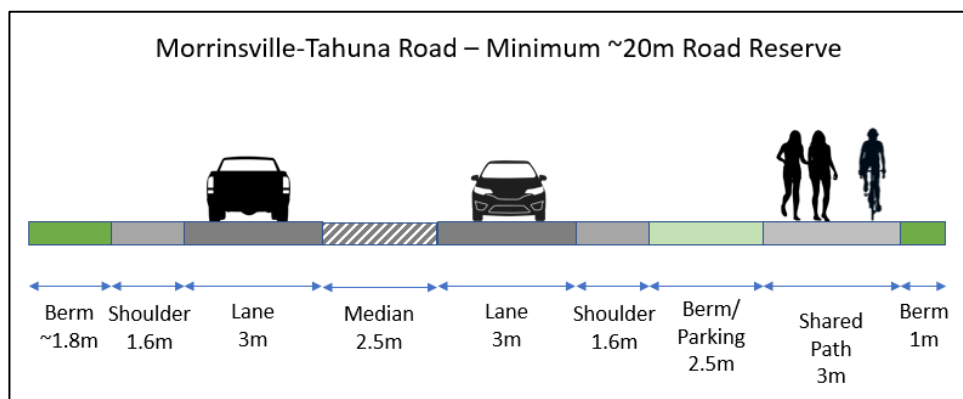 Morrinsville-Tahuna Road – Minimum ~20m Road Reserve
Berm
~1.8m
Shoulder
1.6m
Lane
3m
Median
2.5m
Lane
3m
Shoulder
1.6m
Berm/
Parking
2.5m
Shared
Path
3m
Berm
1m